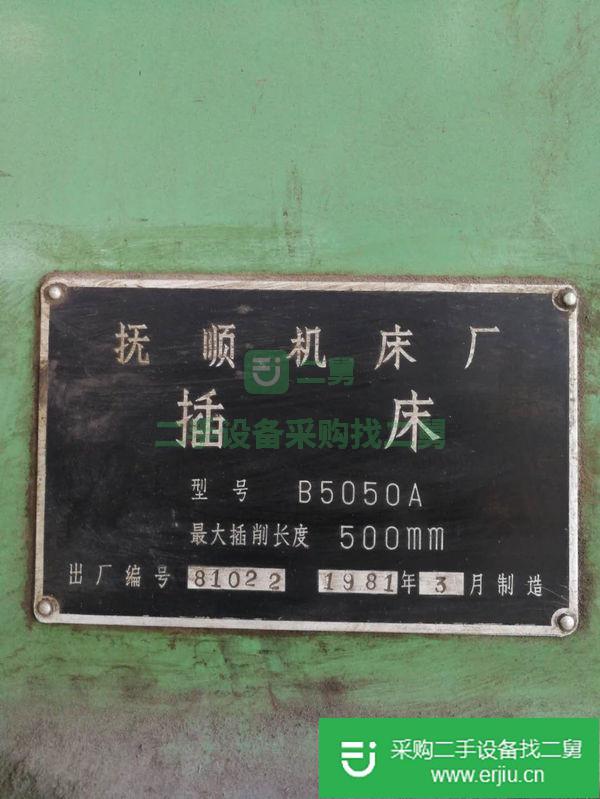 抚顺机床厂
二舅
插床
二手设备采购找二舅
型号 B5050A
最大插削长度 500mm
出厂编号 81022 1981年3月制造
采购二手设备找二舅
www.erjiu.cn